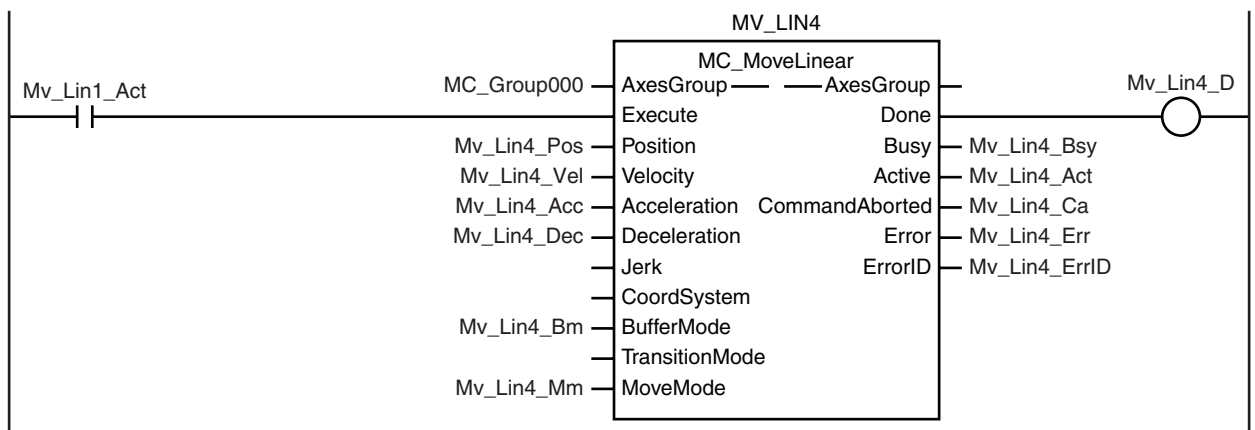 MV_LIN4
MC_MoveLinear
Mv_Lin1_Act
MC_Group000 AxesGroup AxesGroup Mv_Lin4_D
Execute Done
Mv_Lin4_Pos Position Busy Mv_Lin4_Bsy
Mv_Lin4_Vel Velocity Active Mv_Lin4_Act
Mv_Lin4_Acc Acceleration CommandAborted Mv_Lin4_Ca
Mv_Lin4_Dec Deceleration Error Mv_Lin4_Err
Jerk ErrorID Mv_Lin4_ErrID
CoordSystem
Mv_Lin4_Bm BufferMode
TransitionMode
Mv_Lin4_Mm MoveMode